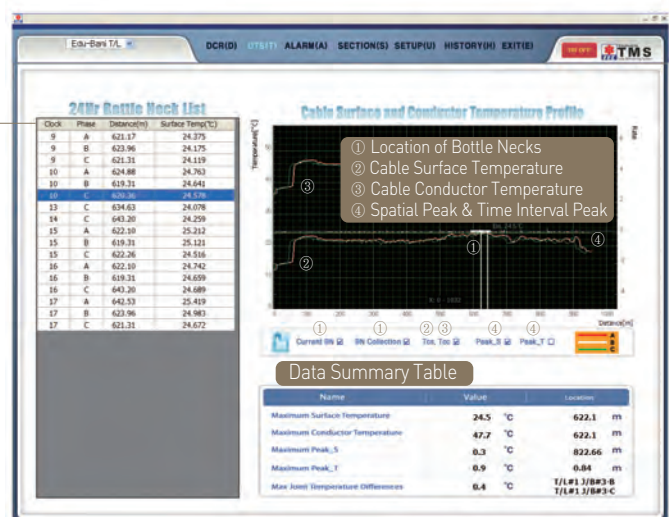 Edu-Bani T/L
DCR(D) DTS(T) ALARM(A) SECTION(S) SETUP(U) HISTORY(H) EXIT(E)
TMS
24Hr Bottle Neck List
Clock Phase Distance(m) Surface Temp(℃)
9 A 621.17 24.375
9 B 623.96 24.175
9 C 621.31 24.119
10 A 624.88 24.763
10 B 619.31 24.641
10 C 620.36 24.578
13 C 634.63 24.078
14 C 643.20 24.259
15 A 622.10 25.212
15 B 619.31 25.121
15 C 622.26 24.516
16 A 622.10 24.742
16 B 619.31 24.659
16 C 643.20 24.689
17 A 642.53 25.419
17 B 623.96 24.983
17 C 621.31 24.672
Cable Surface and Conductor Temperature Profile
Temperature[℃]
Rate
① Location of Bottle Necks
② Cable Surface Temperature
③ Cable Conductor Temperature
④ Spatial Peak & Time Interval Peak
③
①
④
②
Distance[m]
① ① ② ③ ④ ④
Current BN BN Collection Tcs, Tcc Peak_S Peak_T
A
B
C
Data Summary Table
Name Value Location
Maximum Surface Temperature 24.5 ℃ 622.1 m
Maximum Conductor Temperature 47.7 ℃ 622.1 m
Maximum Peak_S 0.3 ℃ 822.66 m
Maximum Peak_T 0.9 ℃ 0.84 m
Max Joint Temperature Differences 0.4 ℃ T/L#1 J/B#3-B
T/L#1 J/B#3-C